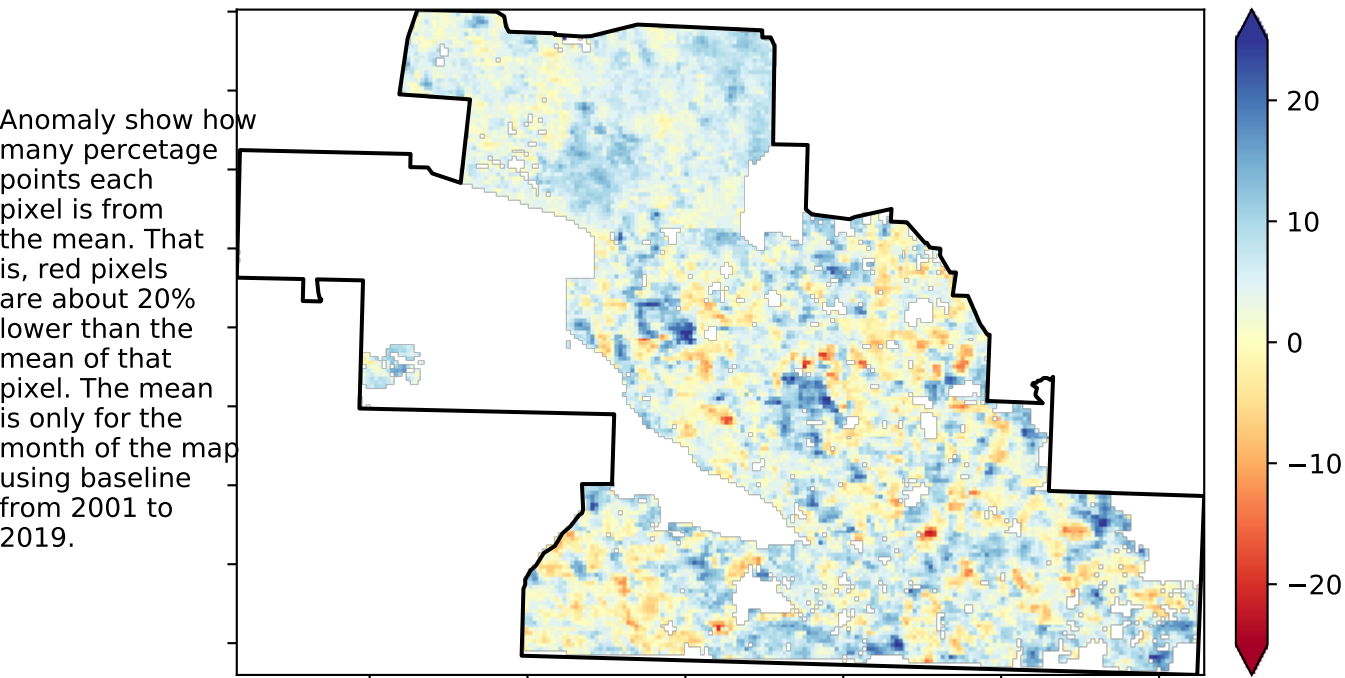 Anomaly show how
many percetage
points each
pixel is from
the mean. That
is, red pixels
are about 20%
lower than the
mean of that
pixel. The mean
is only for the
month of the map
using baseline
from 2001 to
2019.
20
10
0
−10
−20